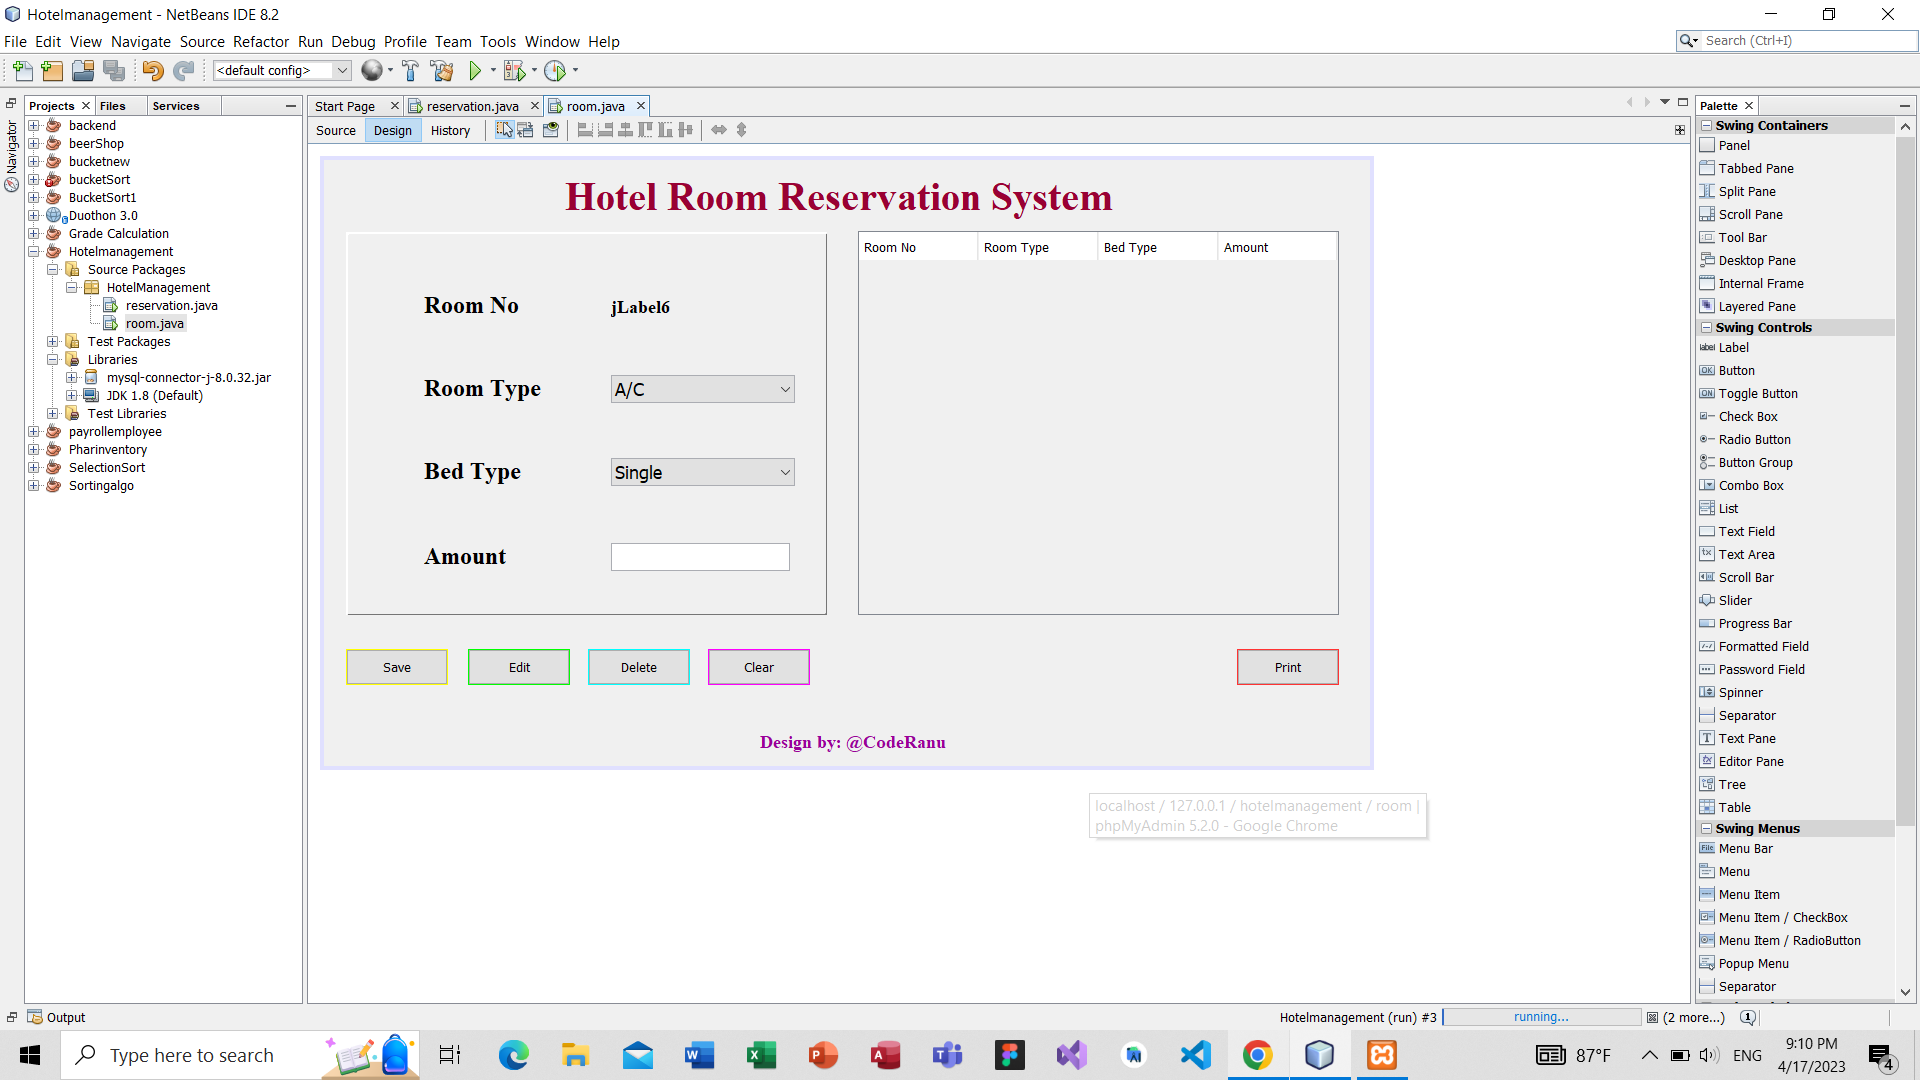 Hotelmanagement - NetBeans IDE 8.2
File Edit View Navigate Source Refactor Run Debug Profile Team Tools Window Help
Search (Ctrl+I)
<default config>
Projects Files Services
Navigator
backend
beerShop
bucketnew
bucketSort
BucketSort1
Duothon 3.0
Grade Calculation
Hotelmanagement
Source Packages
HotelManagement
reservation.java
room.java
Test Packages
Libraries
mysql-connector-j-8.0.32.jar
JDK 1.8 (Default)
Test Libraries
payrollemployee
Pharinventory
SelectionSort
Sortingalgo
Start Page reservation.java room.java
Source Design History
Hotel Room Reservation System
Room No jLabel6
Room Type A/C
Bed Type Single
Amount
Room No Room Type Bed Type Amount
Save Edit Delete Clear Print
Design by: @CodeRanu
localhost / 127.0.0.1 / hotelmanagement / room |
phpMyAdmin 5.2.0 - Google Chrome
Palette
Swing Containers
Panel
Tabbed Pane
Split Pane
Scroll Pane
Tool Bar
Desktop Pane
Internal Frame
Layered Pane
Swing Controls
Label
Button
Toggle Button
Check Box
Radio Button
Button Group
Combo Box
List
Text Field
Text Area
Scroll Bar
Slider
Progress Bar
Formatted Field
Password Field
Spinner
Separator
Text Pane
Editor Pane
Tree
Table
Swing Menus
Menu Bar
Menu
Menu Item
Menu Item / CheckBox
Menu Item / RadioButton
Popup Menu
Separator
Output
Hotelmanagement (run) #3 running... (2 more...)
Type here to search
87°F
ENG
9:10 PM
4/17/2023
4